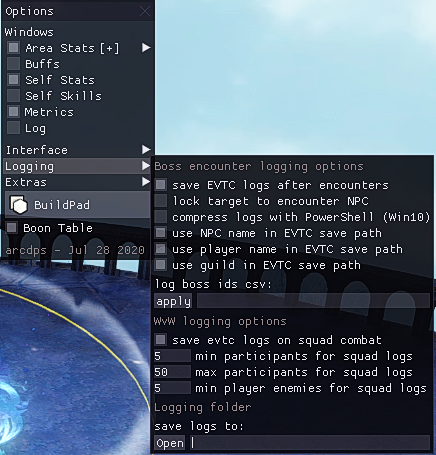 Options
Windows
Area Stats [+]
Buffs
Self Stats
Self Skills
Metrics
Log
Interface
Logging
Extras
BuildPad
Boon Table
arcdps - Jul 28 2020
Boss encounter logging options
save EVTC logs after encounters
lock target to encounter NPC
compress logs with PowerShell (Win10)
use NPC name in EVTC save path
use player name in EVTC save path
use guild in EVTC save path
log boss ids csv:
apply
WvW logging options
save evtc logs on squad combat
5 min participants for squad logs
50 max participants for squad logs
5 min player enemies for squad logs
Logging folder
save logs to:
Open